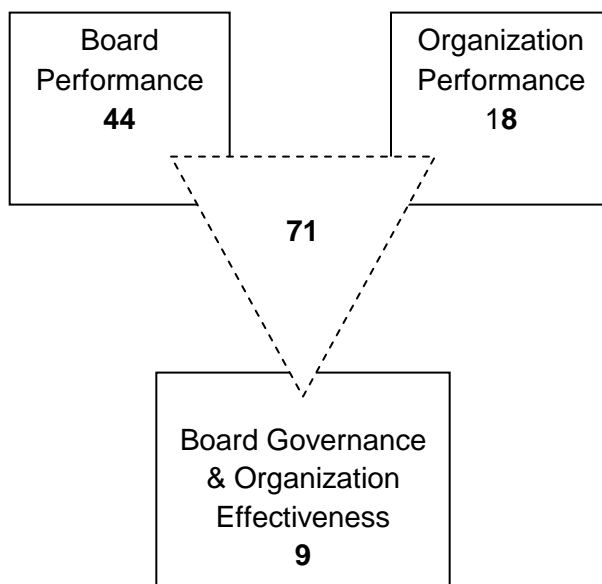 Board
Performance
44
Organization
Performance
18
71
Board Governance
& Organization
Effectiveness
9